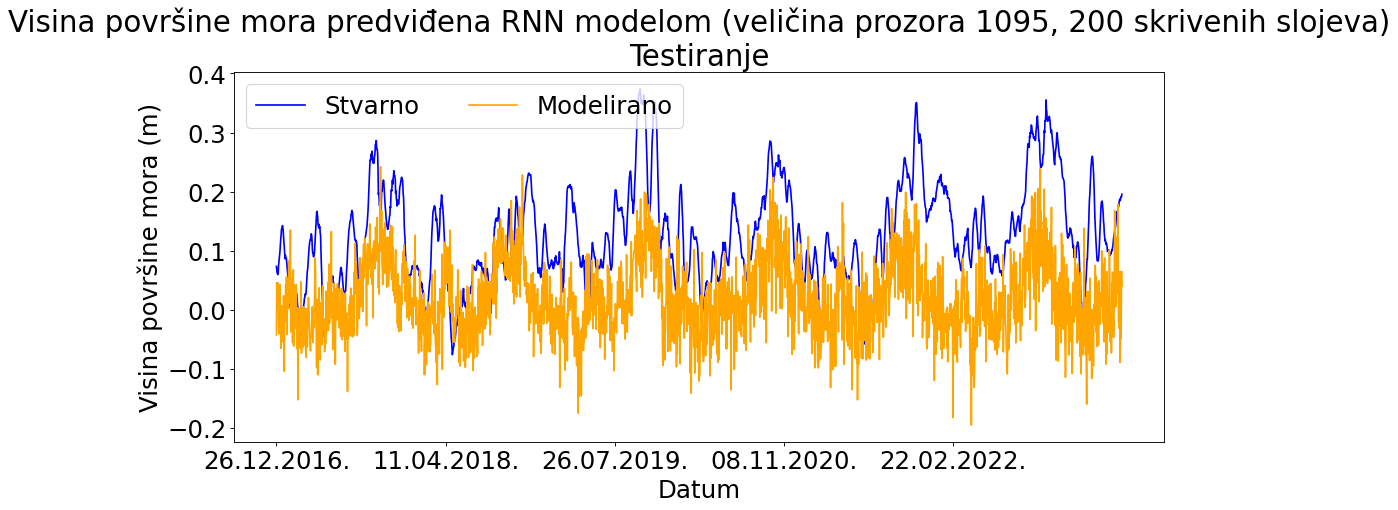 Visina površine mora predviđena RNN modelom (veličina prozora 1095, 200 skrivenih slojeva)
Testiranje
Stvarno
Modelirano
Visina površine mora (m)
0.4
0.3
0.2
0.1
0.0
−0.1
−0.2
26.12.2016.
11.04.2018.
26.07.2019.
08.11.2020.
22.02.2022.
Datum